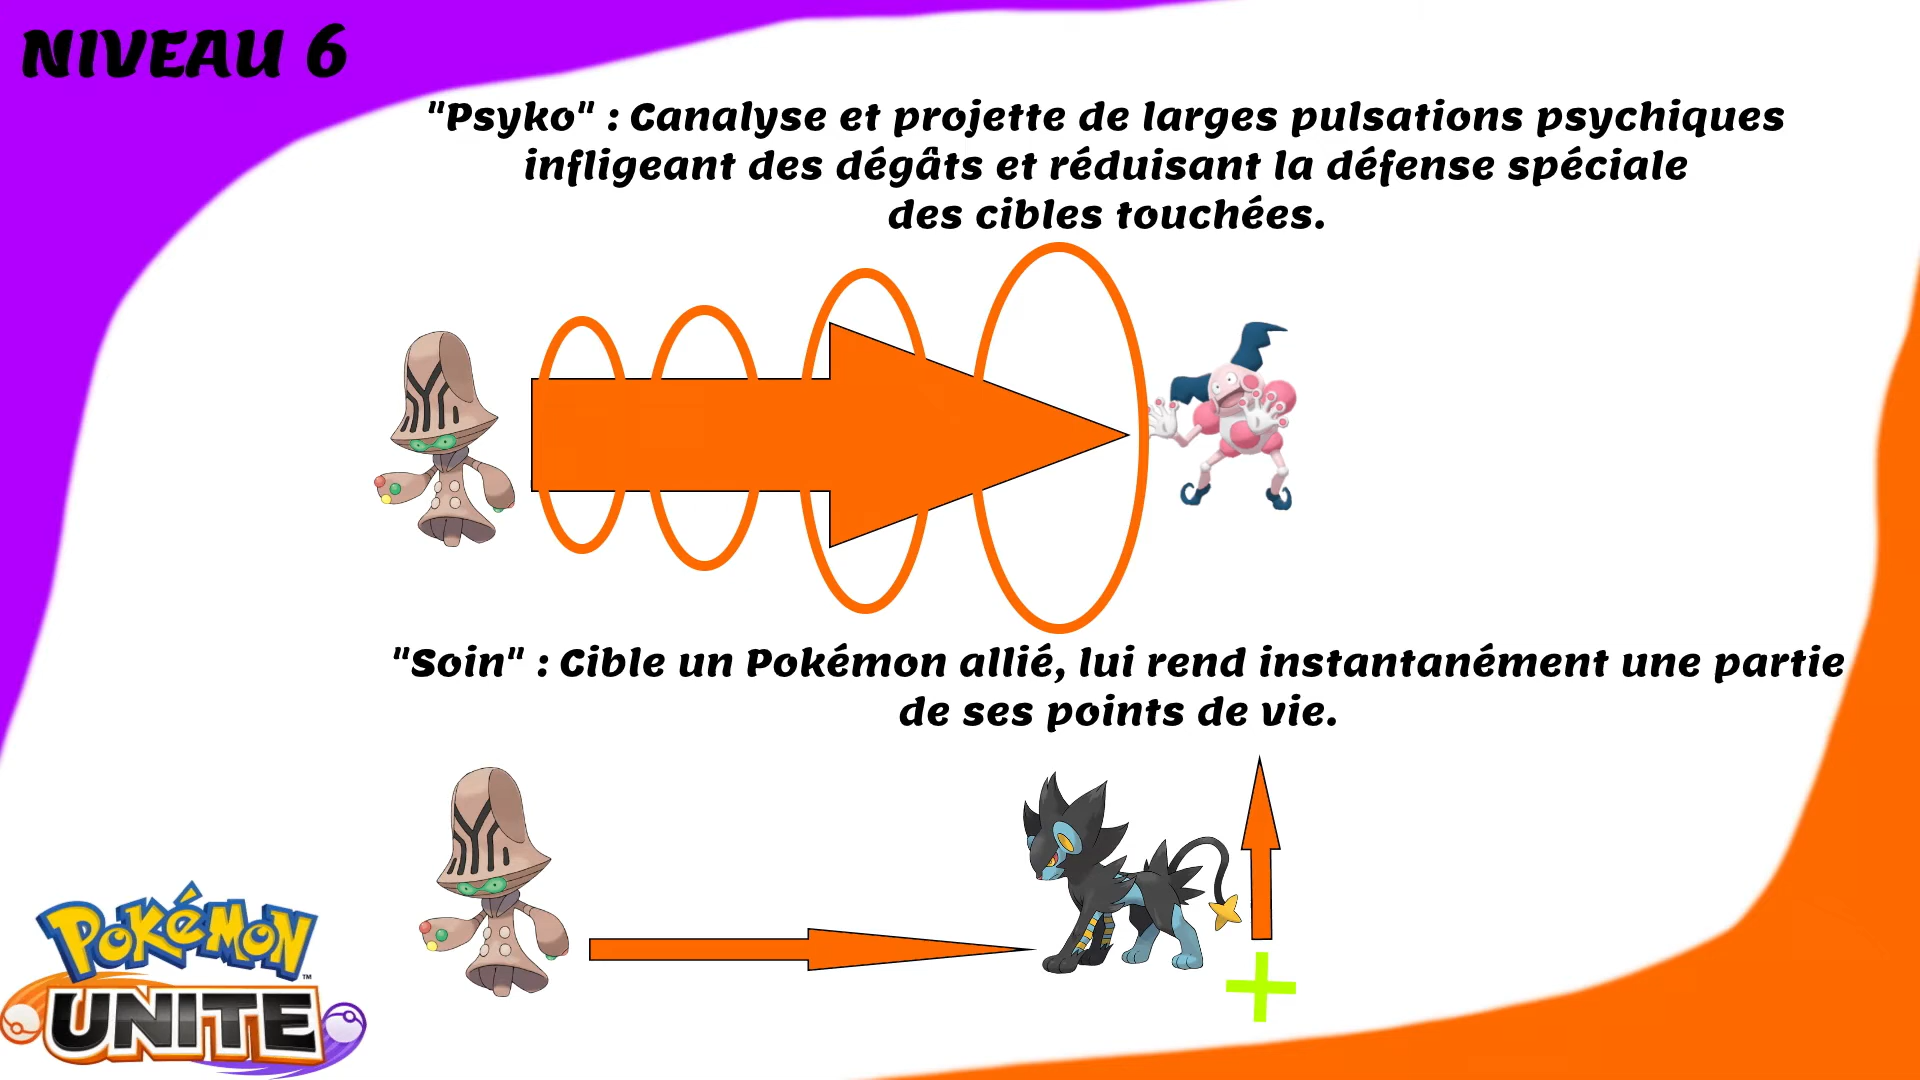 NIVEAU 6
"Psyko" : Canalyse et projette de larges pulsations psychiques
infligeant des dégâts et réduisant la défense spéciale
des cibles touchées.
"Soin" : Cible un Pokémon allié, lui rend instantanément une partie
de ses points de vie.
POKéMON
TM
UNITE